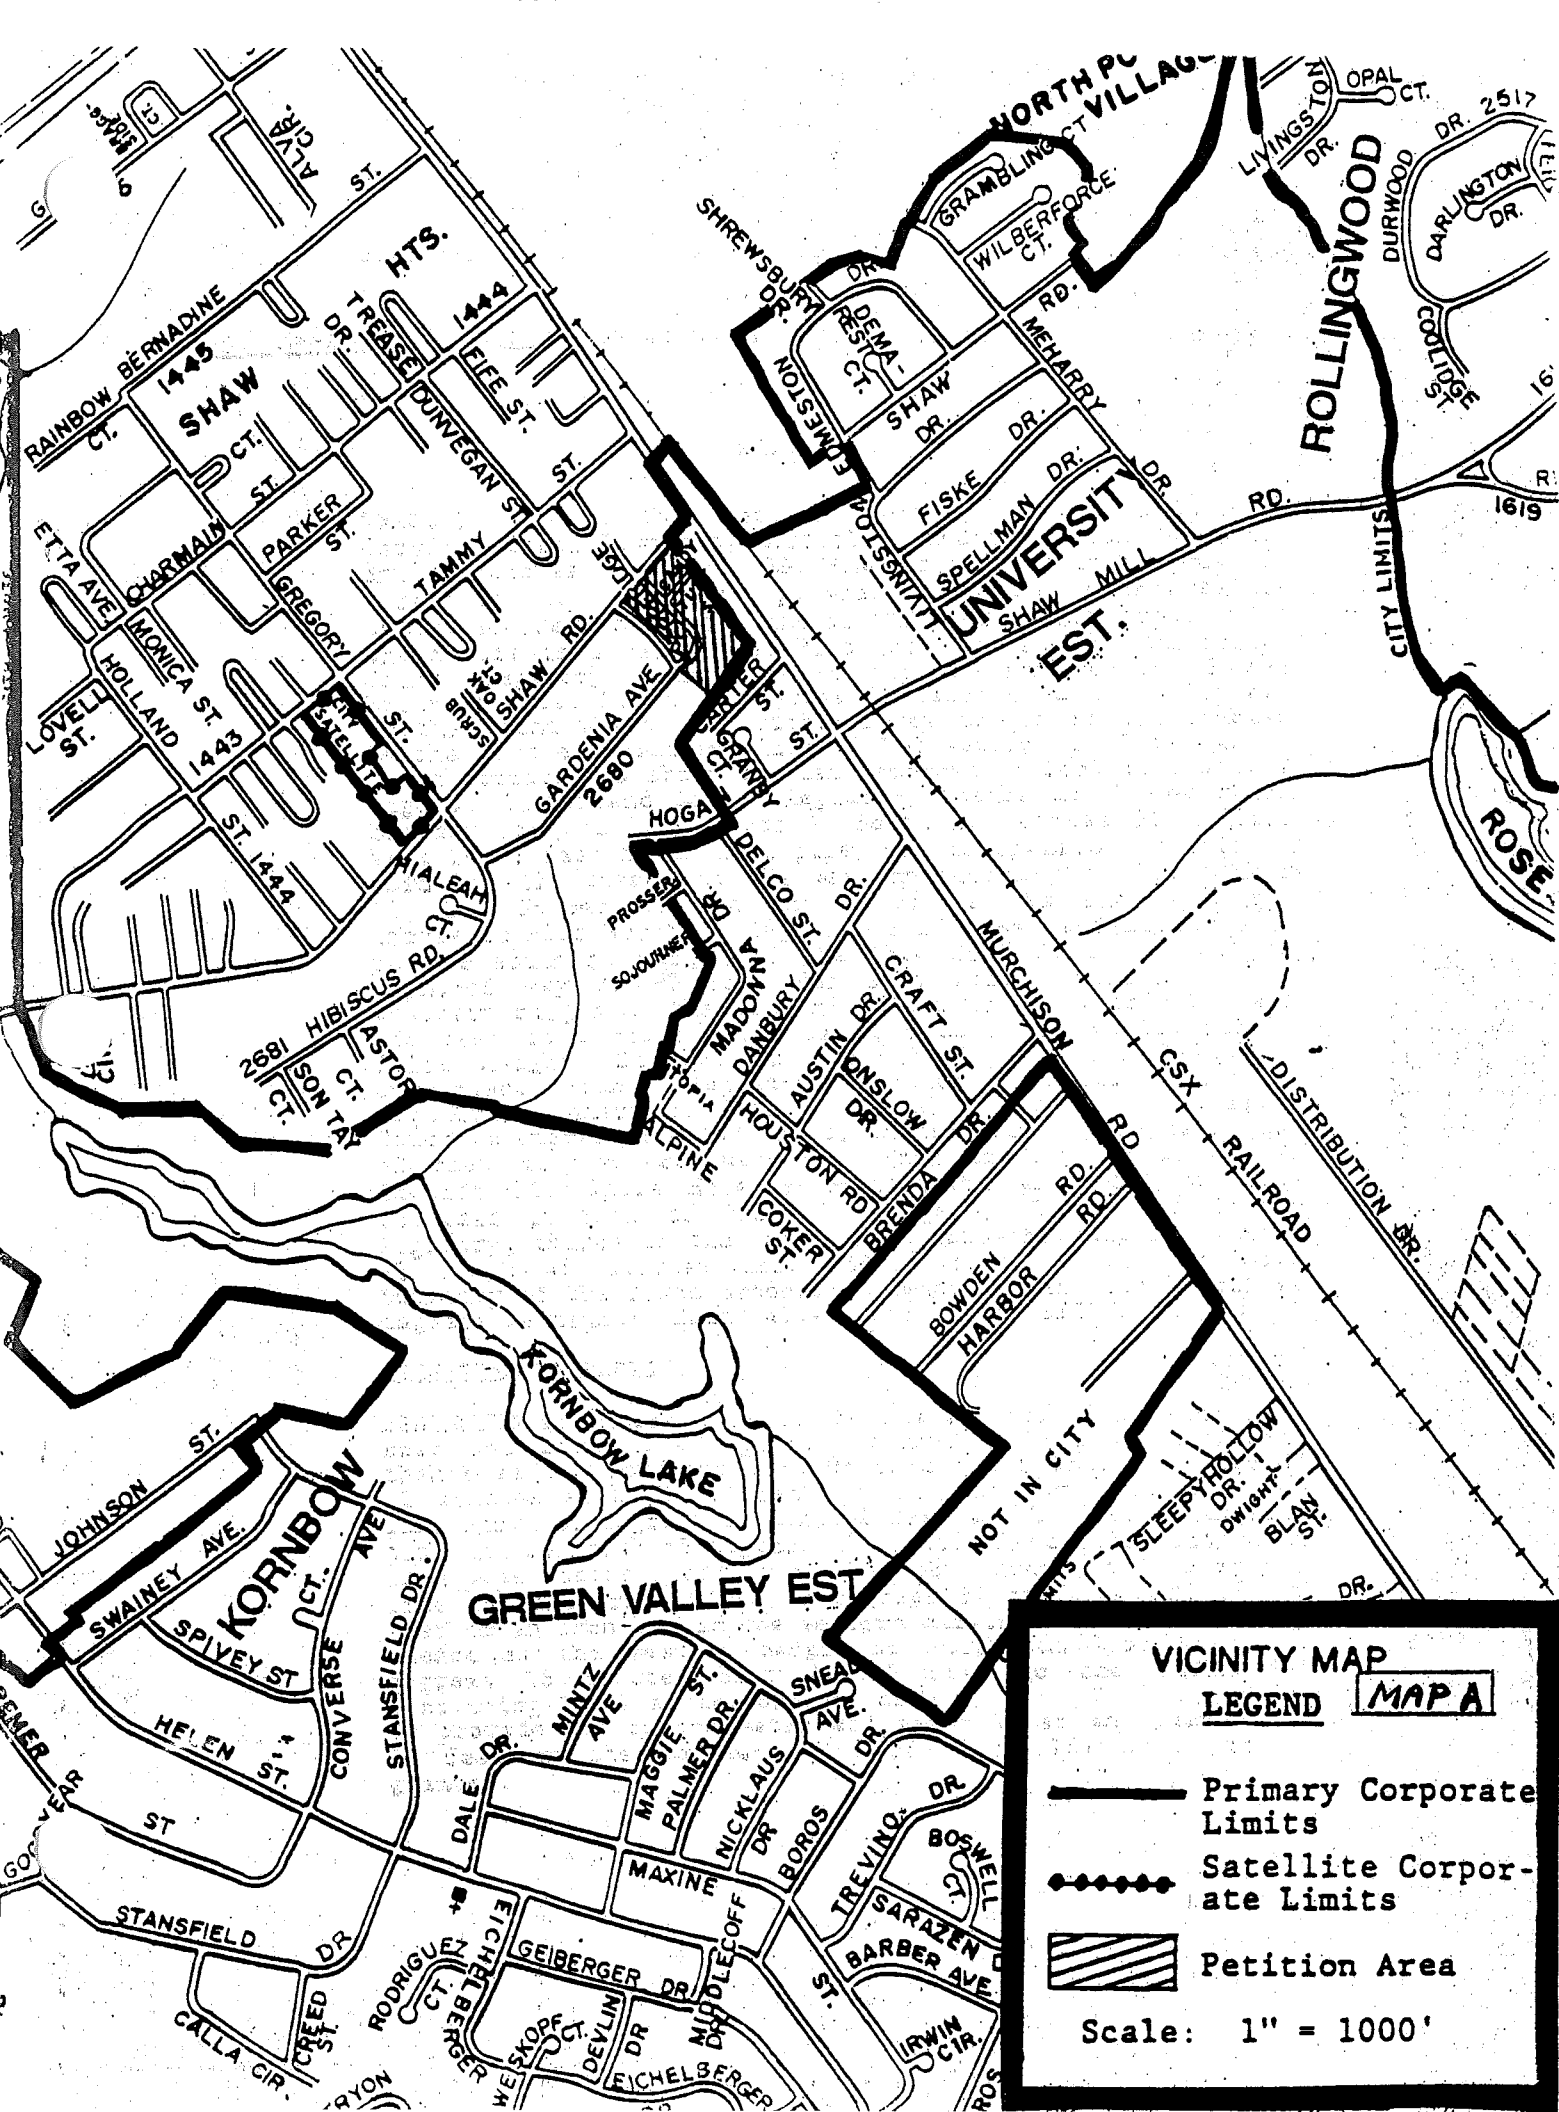 NORTH
VILLAGE
OPAL
CT.
LIVINGSTON
DR.
DR. 2517
DURWOOD
DARLINGTON
DR.
ROLLINGWOOD
COOLIDGE
ST.
ALVA
CIR.
ST.
CT.
GRAMBLING CT
WILBERFORCE
CT.
RD.
SHREWSBURY
DR.
DR.
DEMA-
REST
CT.
EDMESTON
SHAW
MEHARRY
DR.
DR.
FISKE
DR.
SPELLMAN
DR.
UNIVERSITY
EST.
LIVINGSTON
SHAW
MILL
RD.
1619
CITY LIMITS
HTS.
1444
TREASE
DR.
FIFE ST.
DUNVEGAN
ST.
ST.
BERNADINE
1445
SHAW
RAINBOW
CT.
CT.
ST.
PARKER
ST.
CHARMAIN
ETTA AVE.
MONICA ST.
GREGORY
ST.
TAMMY
HOLLAND
ST. 1444
LOVELL
ST.
1443
CITY
SATELLITE
SCRUB
OAK
CT.
SHAW
RD.
GARDENIA AVE
2680
CARTER
ST.
GRANBY
CT.
ST.
HIALEAH
CT.
HIBISCUS RD.
2681
SON TAY
CT.
ASTOR
CT.
PROSSER
SOJOURNER
MADONNA
DR
DELCO ST.
DANBURY
DR.
AUSTIN
DR.
CRAFT
ST.
ONSLOW
DR.
HOUSTON RD
ALPINE
COKER
ST.
BRENDA
DR.
MURCHISON
RD
CSX
RAILROAD
DISTRIBUTION DR.
BOWDEN
RD.
HARBOR
RD.
NOT IN CITY
ROSE
SLEEPYHOLLOW
DR.
DWIGHT
BLAN
ST.
DR.
KORNBOW LAKE
GREEN VALLEY EST
JOHNSON
ST.
SWAINEY
AVE.
KORNBOW
CT.
AVE
SPIVEY ST
CONVERSE
STANSFIELD DR.
HELEN
ST.
ST
STANSFIELD
DR
CALLA CIR.
CREED
ST.
DALE
DR.
MINTZ
AVE
MAGGIE
ST.
PALMER DR.
NICKLAUS
DR
SNEAD
AVE.
BOROS
DR.
TREVINO
DR.
BOSWELL
CT.
SARAZEN
BARBER AVE.
MAXINE
ST.
MIDDLECOFF
DR
EICHELBERGER
GEIBERGER
DR.
RODRIGUEZ
CT.
WEISKOPF
CT.
DEVLIN
DR
EICHELBERGER
IRWIN
CIR.
VICINITY MAP
LEGEND
MAP A
Primary Corporate
Limits
Satellite Corpor-
ate Limits
Petition Area
Scale: 1" = 1000'